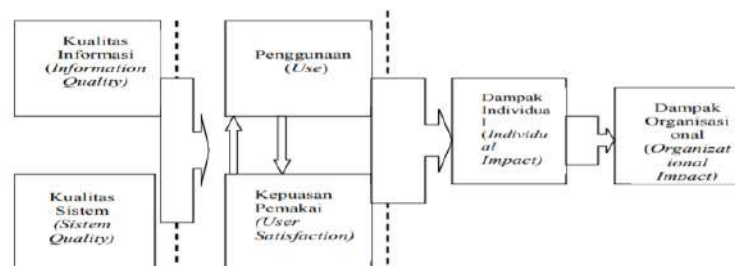 Kualitas
Informasi
(Information
Quality)
Penggunaan
(Use)
Dampak
Individua
l
(Individu
al
Impact)
Dampak
Organisasi
onal
(Organizat
ional
Impact)
Kualitas
Sistem
(Sistem
Quality)
Kepuasan
Pemakai
(User
Satisfaction)